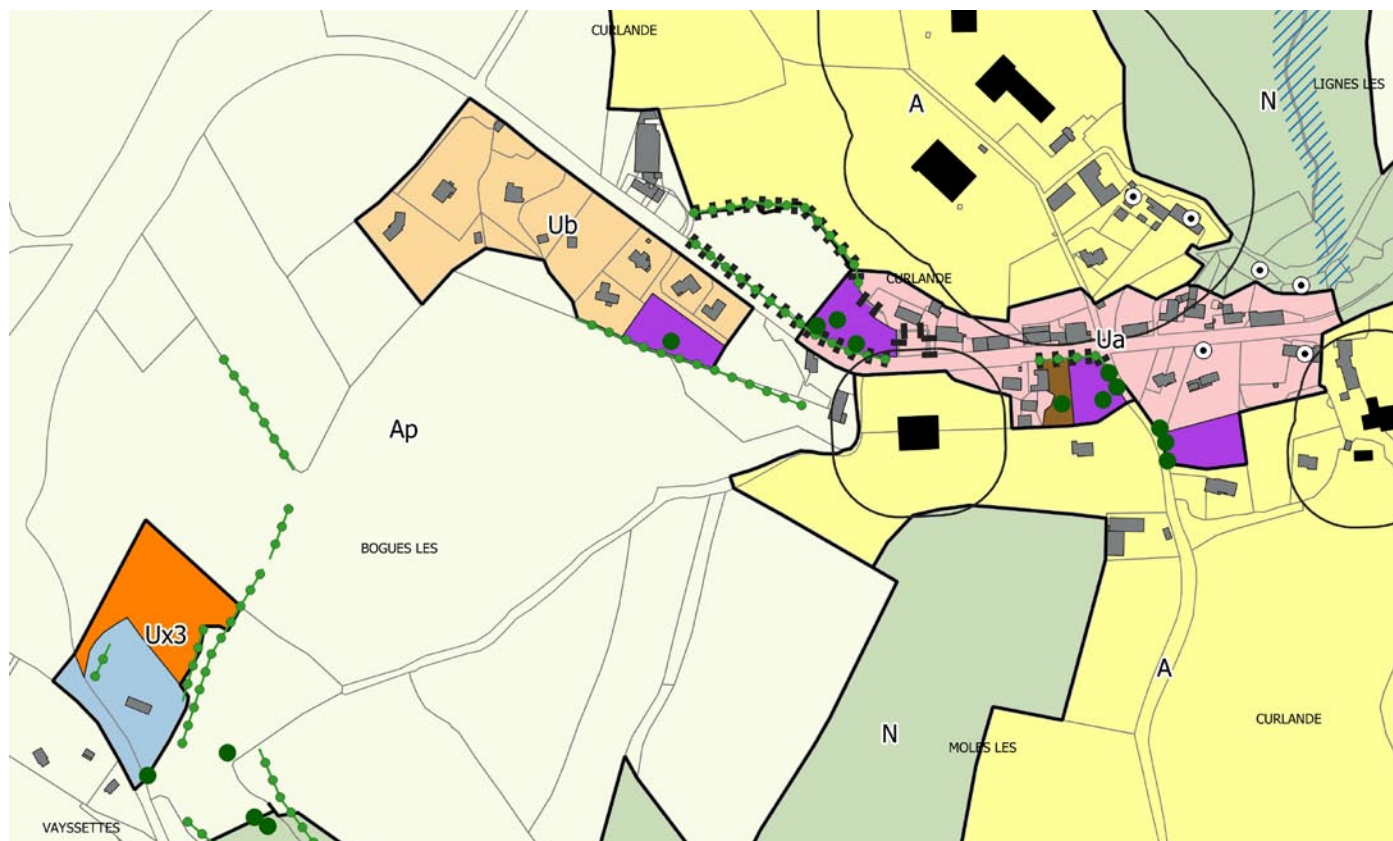 CURLANDE
LIGNES LES
A
N
Ub
CURLANDE
Ua
Ap
BOGUES LES
Ux3
A
CURLANDE
N
MOLES LES
VAYSSETTES